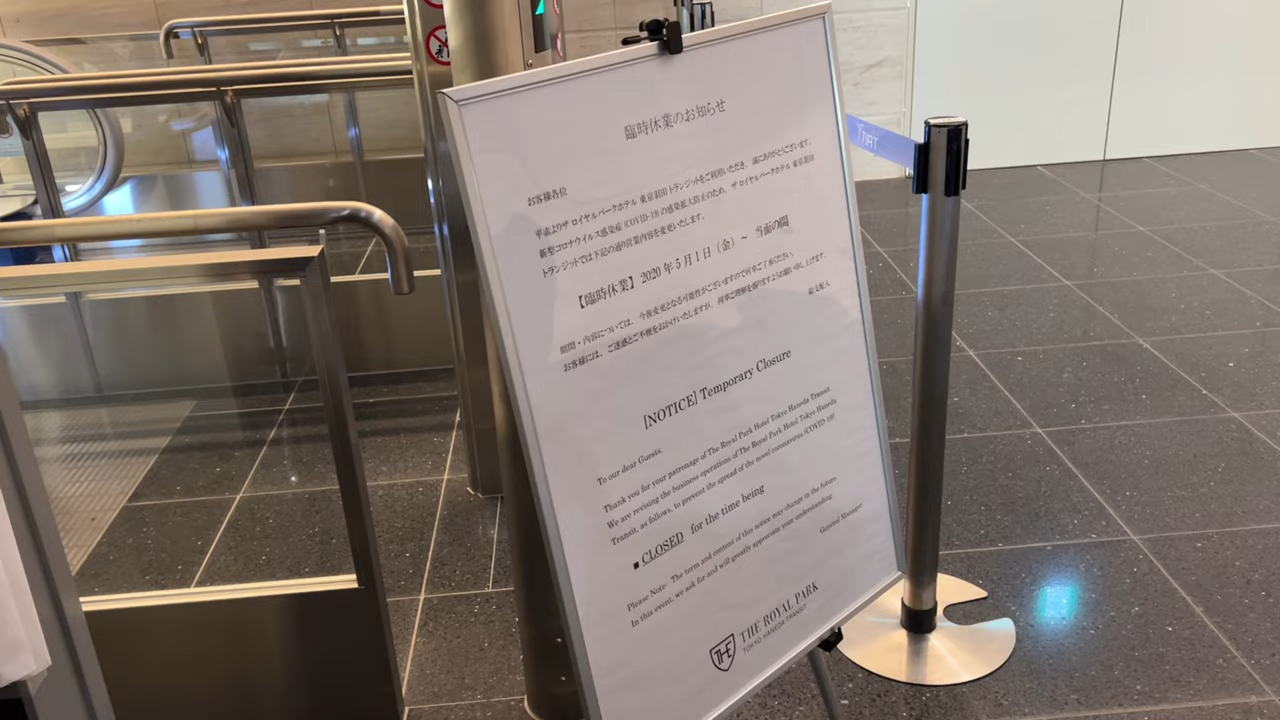 臨時休業のお知らせ
お客様各位
平素よりザ ロイヤルパークホテル 東京羽田 トランジットをご利用いただき、誠にありがとうございます。
新型コロナウイルス感染症 (COVID-19) の感染拡大防止のため、ザ ロイヤルパークホテル 東京羽田
トランジットでは下記の通り営業内容を変更いたします。
【臨時休業】 2020 年 5 月 1 日（金）～ 当面の間
期間・内容については、今後変更となる可能性がございますので何卒ご了承ください。
お客様には、ご迷惑とご不便をおかけいたしますが、何卒ご理解を賜りますようお願い申し上げます。
総支配人
[NOTICE] Temporary Closure
To our dear Guests,
Thank you for your patronage of The Royal Park Hotel Tokyo Haneda Transit.
We are revising the business operations of The Royal Park Hotel Tokyo Haneda
Transit, as follows, to prevent the spread of the novel coronavirus (COVID-19)
■ CLOSED for the time being
Please Note: The term and content of this notice may change in the future.
In this event, we ask for and will greatly appreciate your understanding.
General Manager
THE
THE ROYAL PARK
TOKYO HANEDA TRANSIT